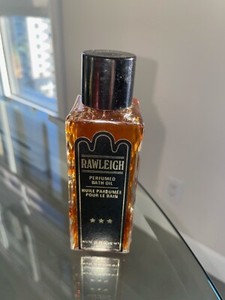 RAWLEIGH
PERFUMED
BATH OIL
HUILE PARFUMÉE
POUR LE BAIN